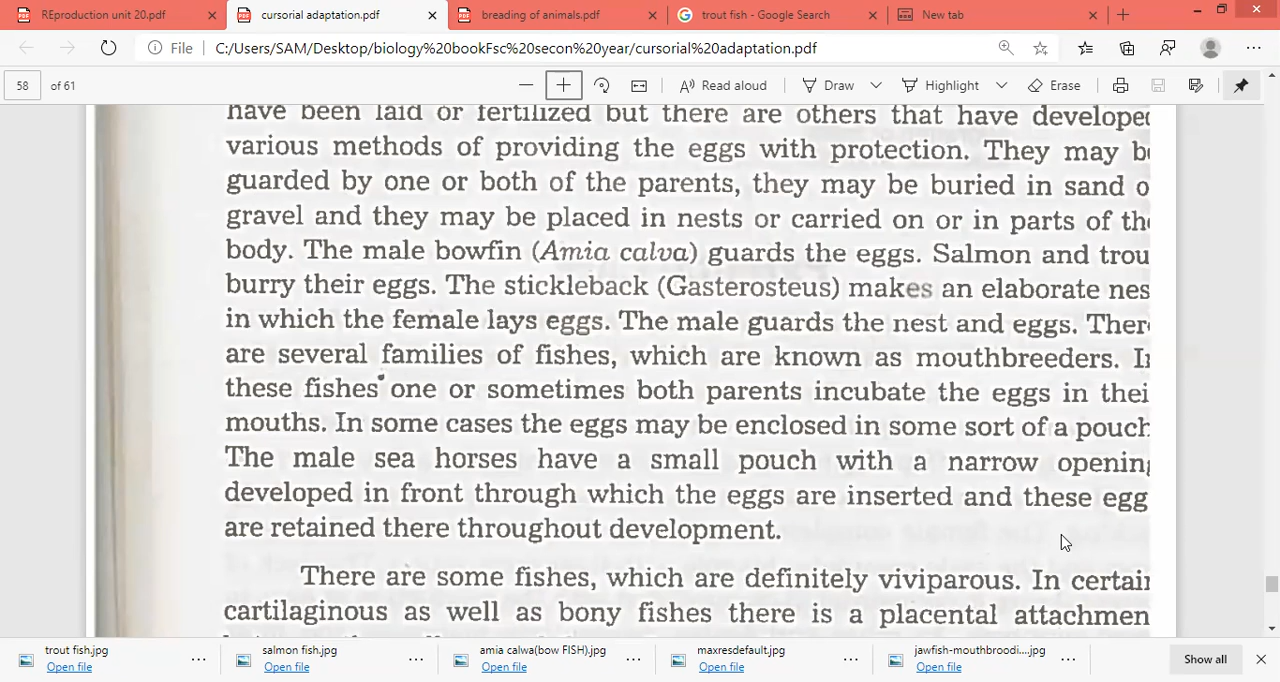 REproduction unit 20.pdf
cursorial adaptation.pdf
breading of animals.pdf
trout fish - Google Search
New tab
File
C:/Users/SAM/Desktop/biology%20bookFsc%20secon%20year/cursorial%20adaptation.pdf
58
of 61
Read aloud
Draw
Highlight
Erase
have been laid or fertilized but there are others that have develope
various methods of providing the eggs with protection. They may b
guarded by one or both of the parents, they may be buried in sand o
gravel and they may be placed in nests or carried on or in parts of th
body. The male bowfin (Amia calva) guards the eggs. Salmon and trou
burry their eggs. The stickleback (Gasterosteus) makes an elaborate nes
in which the female lays eggs. The male guards the nest and eggs. Ther
are several families of fishes, which are known as mouthbreeders. I
these fishes one or sometimes both parents incubate the eggs in thei
mouths. In some cases the eggs may be enclosed in some sort of a pouch
The male sea horses have a small pouch with a narrow opening
developed in front through which the eggs are inserted and these egg
are retained there throughout development.
There are some fishes, which are definitely viviparous. In certai
cartilaginous as well as bony fishes there is a placental attachmen
trout fish.jpg
Open file
salmon fish.jpg
Open file
amia calwa(bow FISH).jpg
Open file
maxresdefault.jpg
Open file
jawfish-mouthbroodi....jpg
Open file
Show all